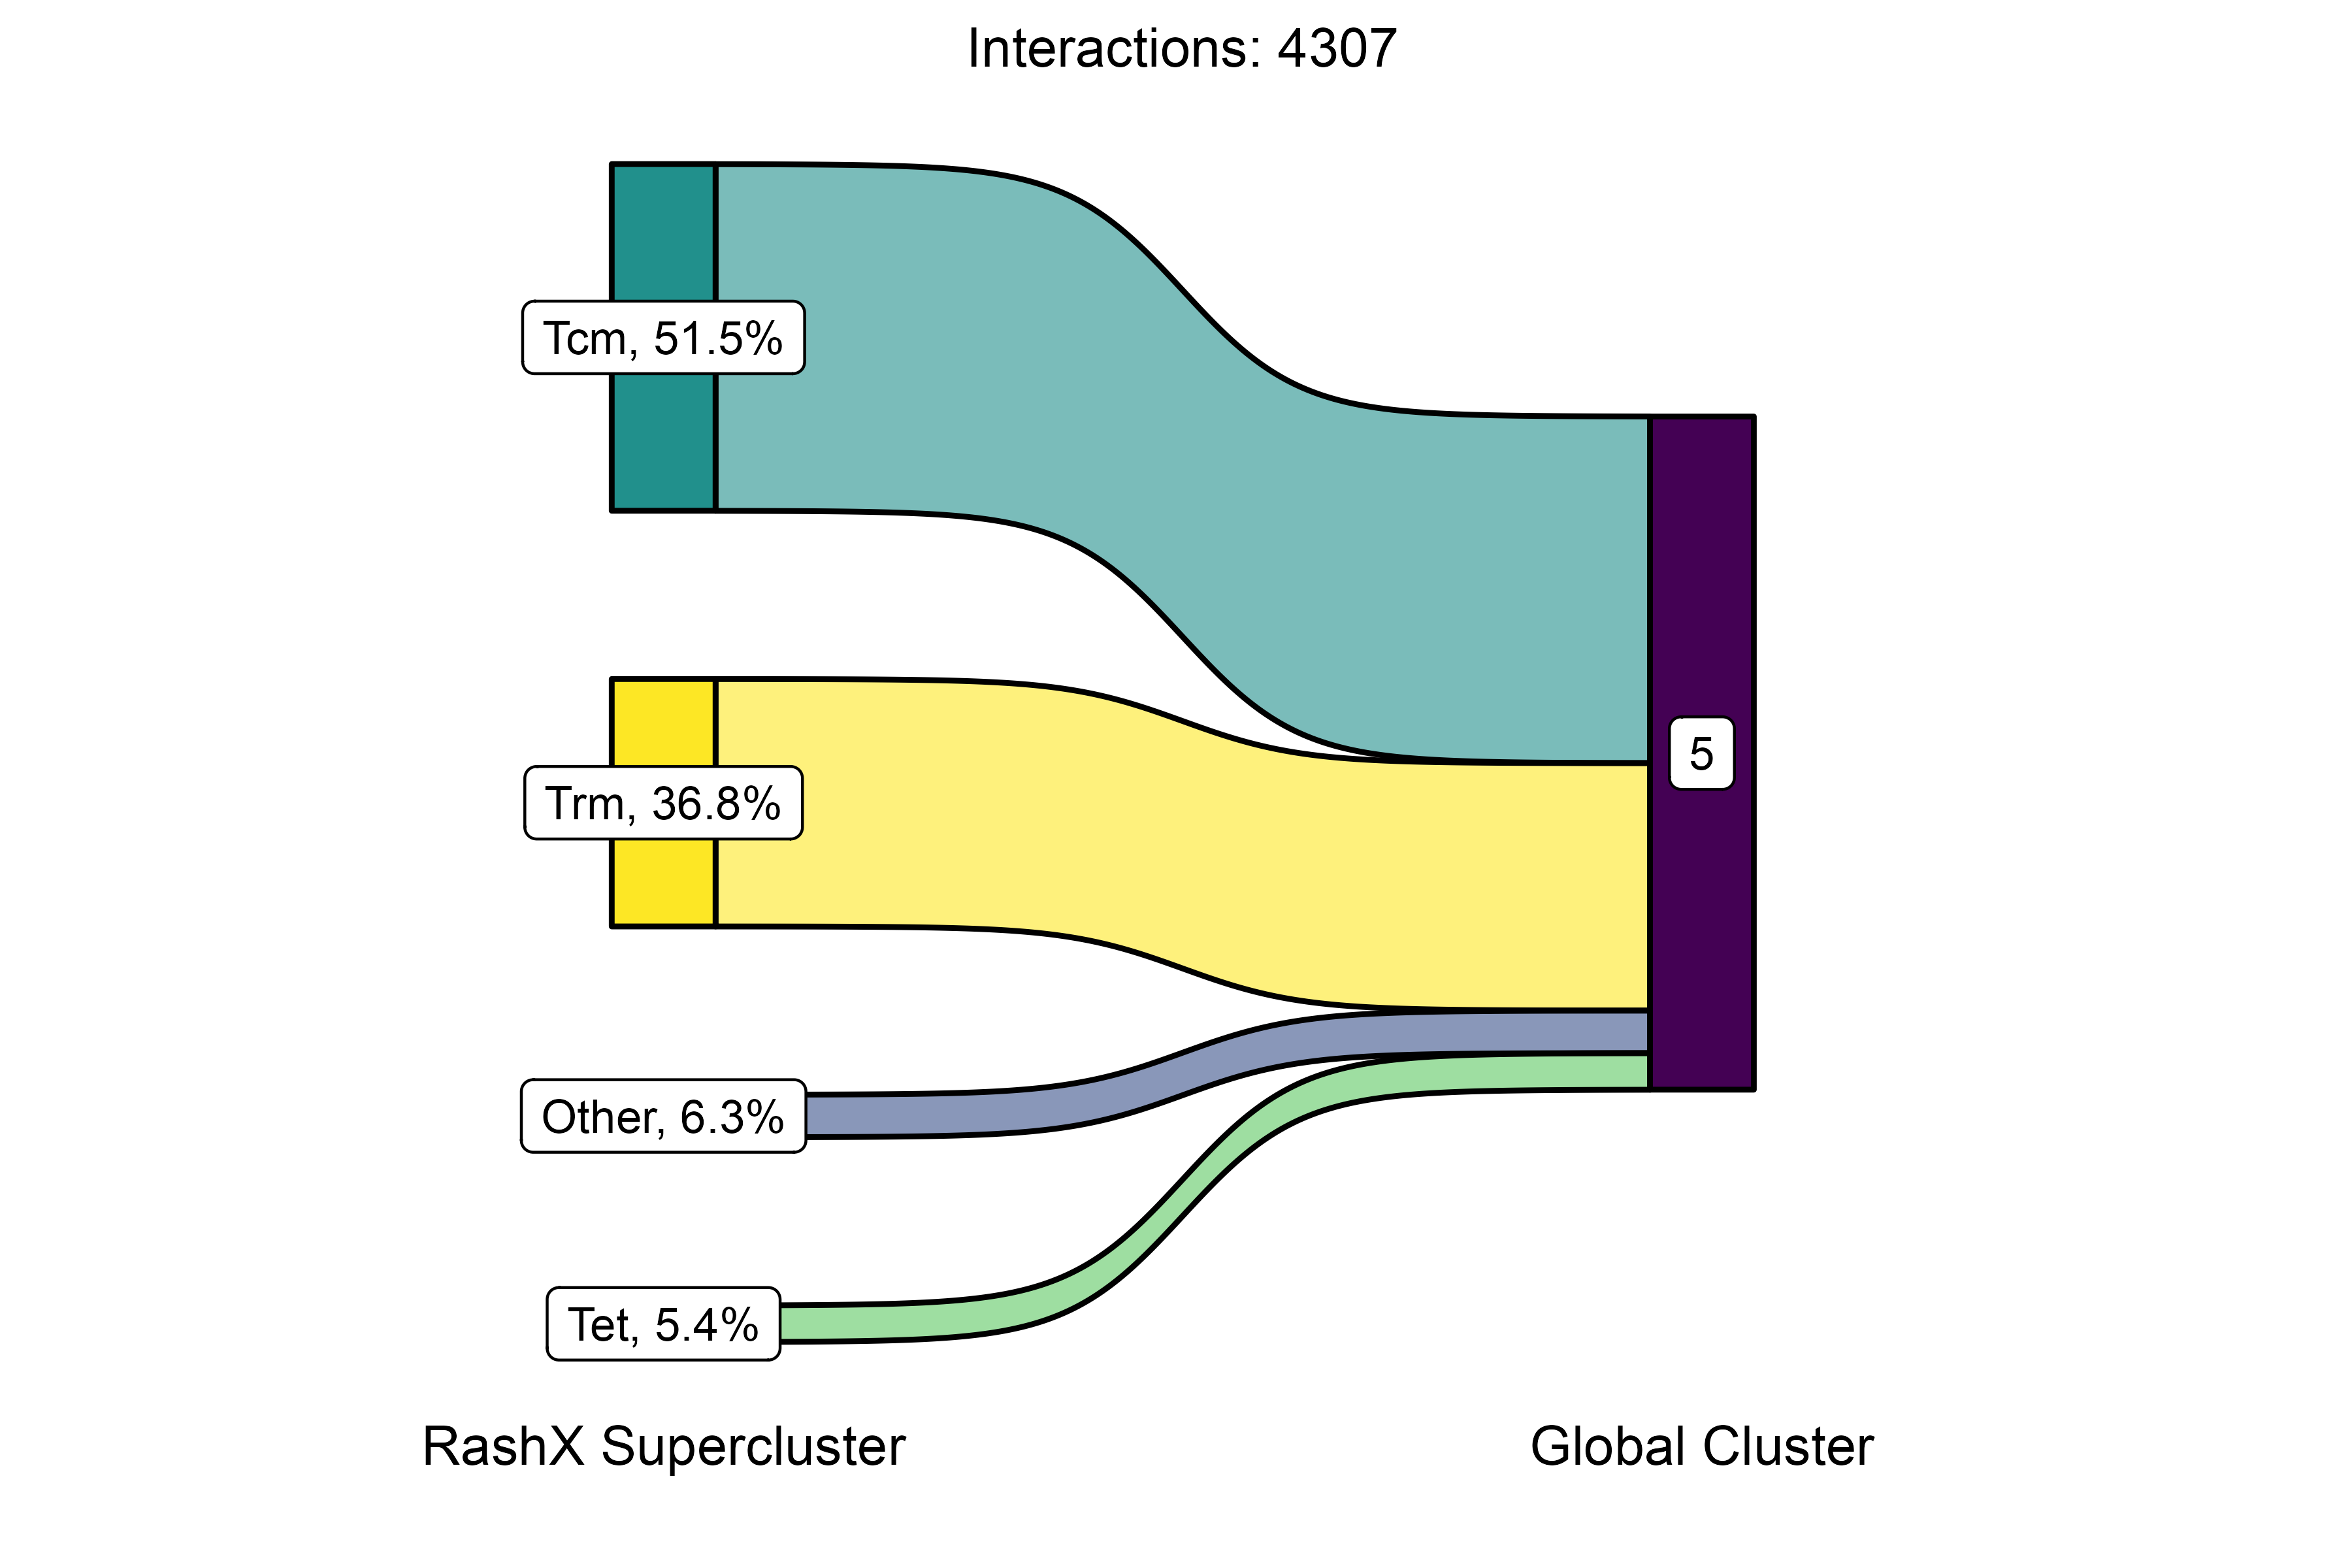 Interactions: 4307
Tcm, 51.5%
5
Trm, 36.8%
Other, 6.3%
Tet, 5.4%
RashX Supercluster
Global Cluster